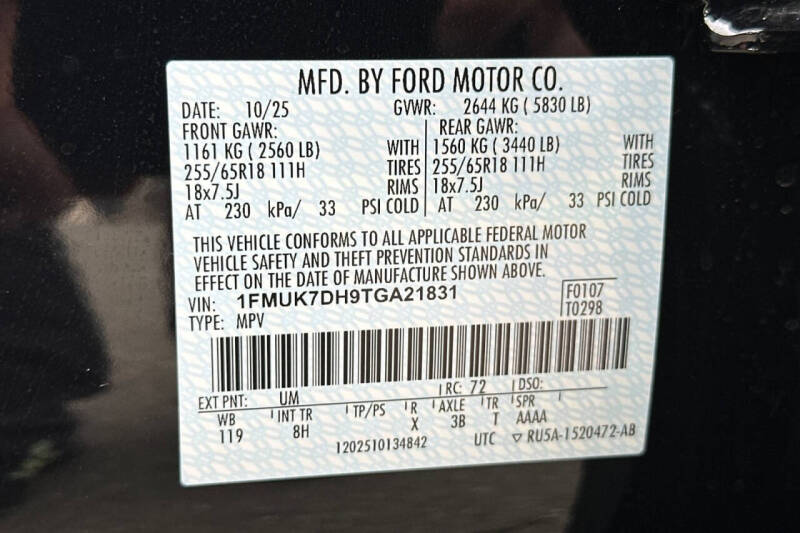 MFD. BY FORD MOTOR CO.
DATE: 10/25 GVWR: 2644 KG ( 5830 LB)
FRONT GAWR: REAR GAWR:
1161 KG ( 2560 LB) WITH 1560 KG ( 3440 LB) WITH
255/65R18 111H TIRES 255/65R18 111H TIRES
18x7.5J RIMS 18x7.5J RIMS
AT 230 kPa/ 33 PSI COLD AT 230 kPa/ 33 PSI COLD
THIS VEHICLE CONFORMS TO ALL APPLICABLE FEDERAL MOTOR
VEHICLE SAFETY AND THEFT PREVENTION STANDARDS IN
EFFECT ON THE DATE OF MANUFACTURE SHOWN ABOVE.
VIN: 1FMUK7DH9TGA21831 F0107
TYPE: MPV T0298
EXT PNT: UM RC: 72 DSO:
WB INT TR TP/PS R AXLE TR SPR
119 8H X 3B T AAAA
1202510134842 UTC ▽ RU5A-1520472-AB